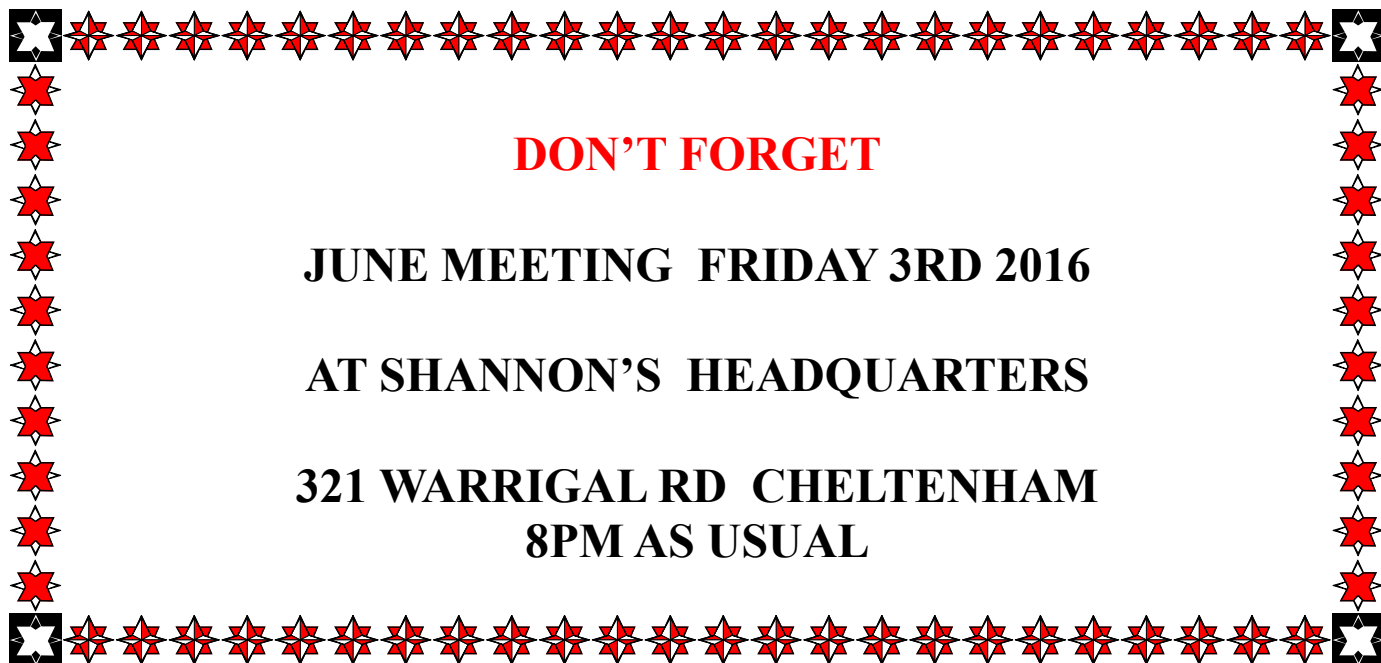 DON’T FORGET
JUNE MEETING  FRIDAY 3RD 2016
AT SHANNON’S  HEADQUARTERS
321 WARRIGAL RD  CHELTENHAM
8PM AS USUAL